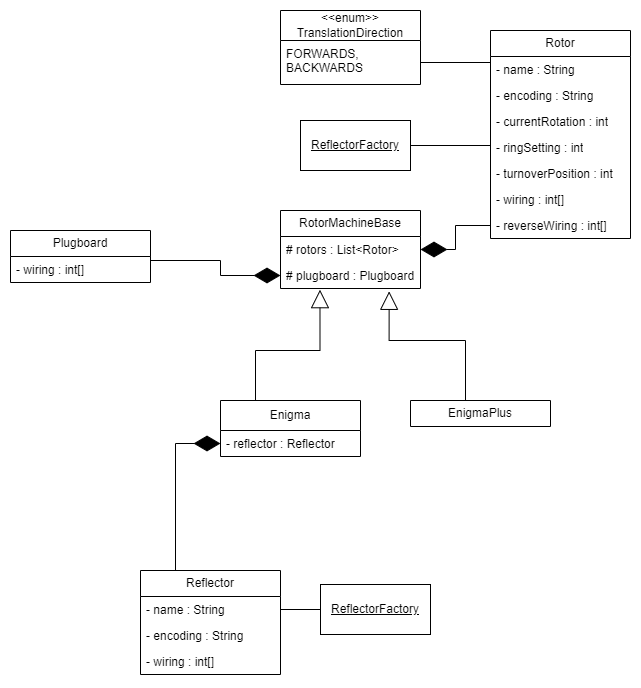 <<enum>>
TranslationDirection
FORWARDS,
BACKWARDS
Rotor
- name : String
- encoding : String
- currentRotation : int
- ringSetting : int
- turnoverPosition : int
- wiring : int[]
- reverseWiring : int[]
ReflectorFactory
RotorMachineBase
# rotors : List<Rotor>
# plugboard : Plugboard
Plugboard
- wiring : int[]
Enigma
- reflector : Reflector
EnigmaPlus
Reflector
- name : String
- encoding : String
- wiring : int[]
ReflectorFactory